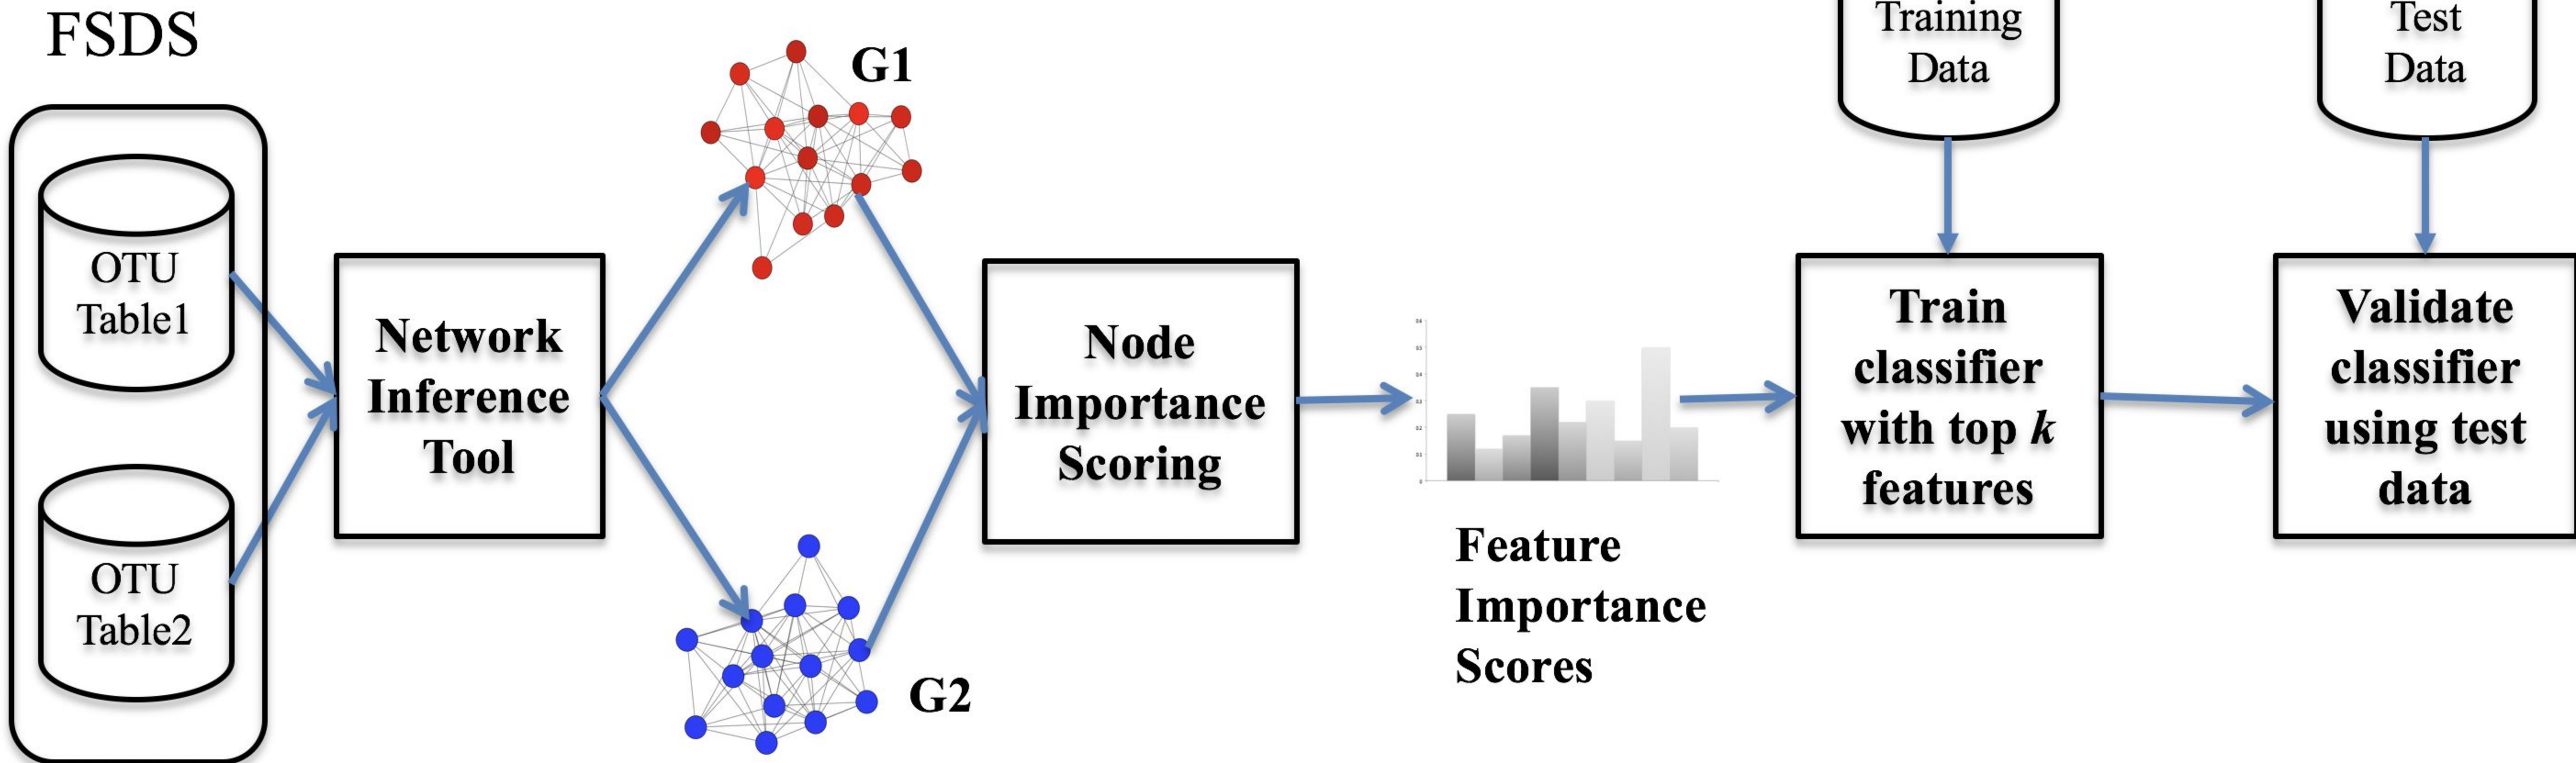 FSDS
OTU
Table1
OTU
Table2
Network
Inference
Tool
G1
G2
Node
Importance
Scoring
Feature
Importance
Scores
Training
Data
Train
classifier
with top k
features
Test
Data
Validate
classifier
using test
data